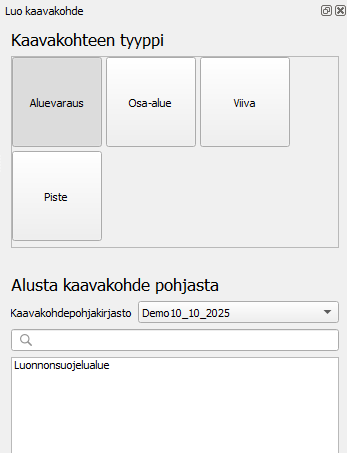 Luo kaavakohde
Kaavakohteen tyyppi
Aluevaraus
Osa-alue
Viiva
Piste
Alusta kaavakohde pohjasta
Kaavakohdepohjakirjasto
Demo10_10_2025
Luonnonsuojelualue